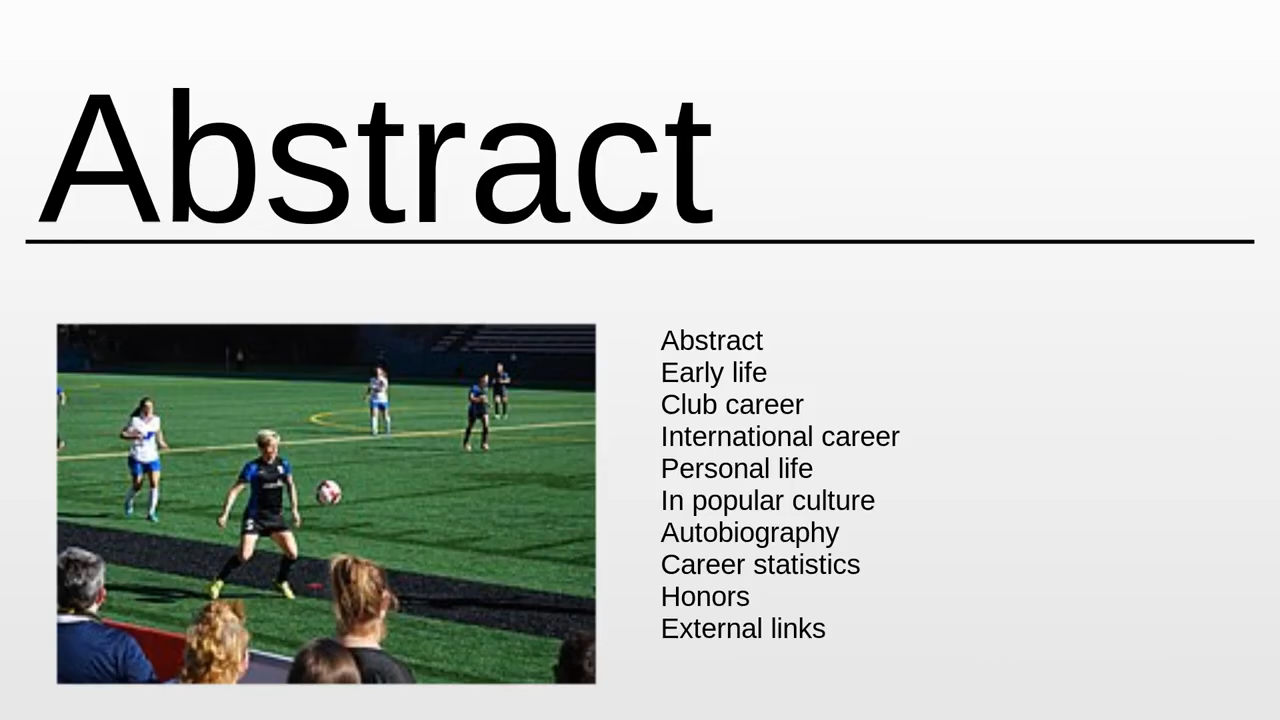 Abstract
Abstract
Early life
Club career
International career
Personal life
In popular culture
Autobiography
Career statistics
Honors
External links